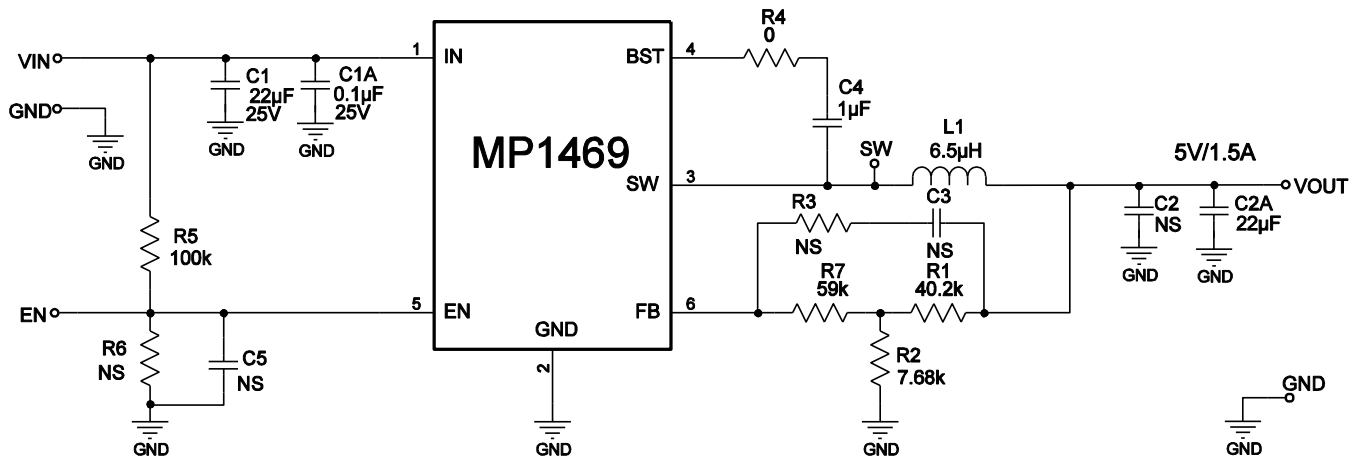 VIN
GND
GND
C1
22µF
25V
GND
C1A
0.1µF
25V
GND
1
IN
BST
4
R4
0
C4
1µF
MP1469
SW
3
SW
L1
6.5µH
5V/1.5A
VOUT
R3
NS
C3
NS
C2
NS
GND
C2A
22µF
GND
R5
100k
R7
59k
R1
40.2k
EN
5
EN
FB
6
GND
2
GND
R6
NS
C5
NS
GND
R2
7.68k
GND
GND
GND